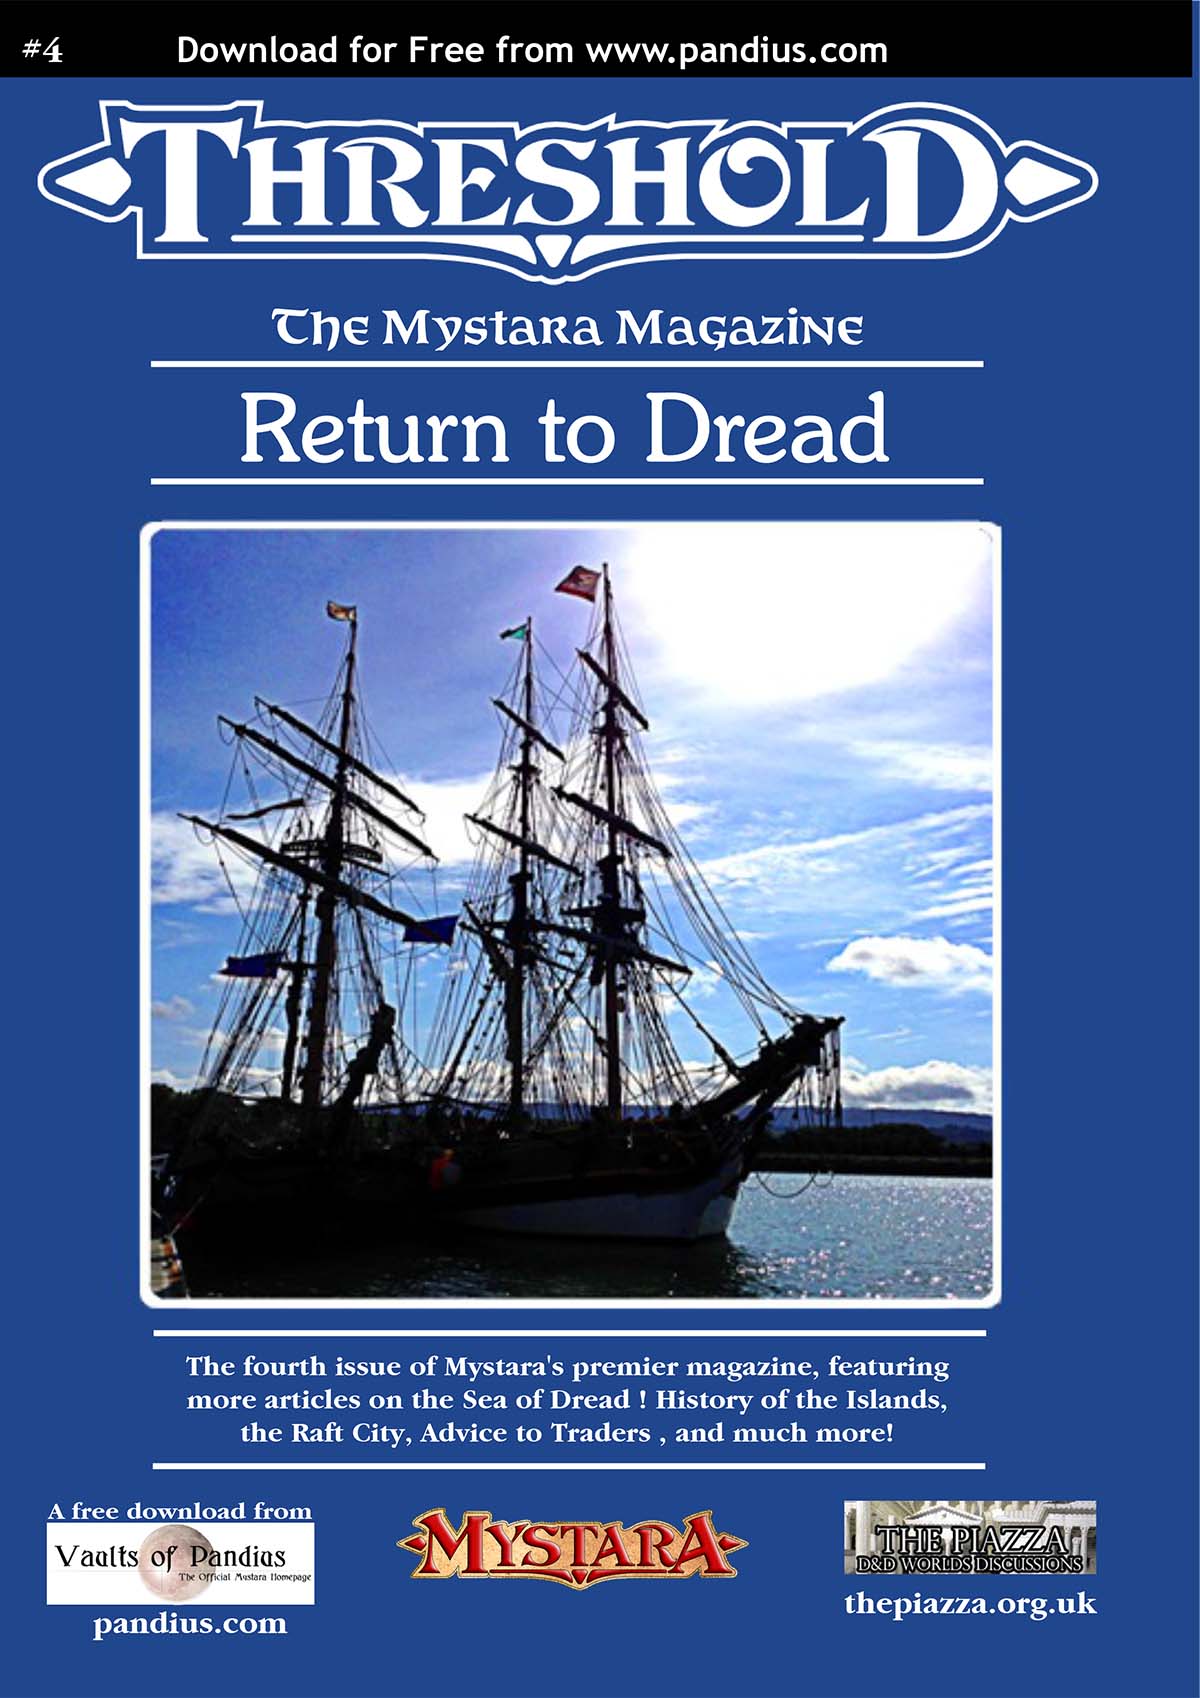 #4 Download for Free from www.pandius.com
THRESHOLD
The Mystara Magazine
Return to Dread
The fourth issue of Mystara's premier magazine, featuring
more articles on the Sea of Dread ! History of the Islands,
the Raft City, Advice to Traders , and much more!
A free download from
Vaults of Pandius
The Official Mystara Homepage
pandius.com
MYSTARA
THE PIAZZA
D&D WORLDS DISCUSSIONS
thepiazza.org.uk